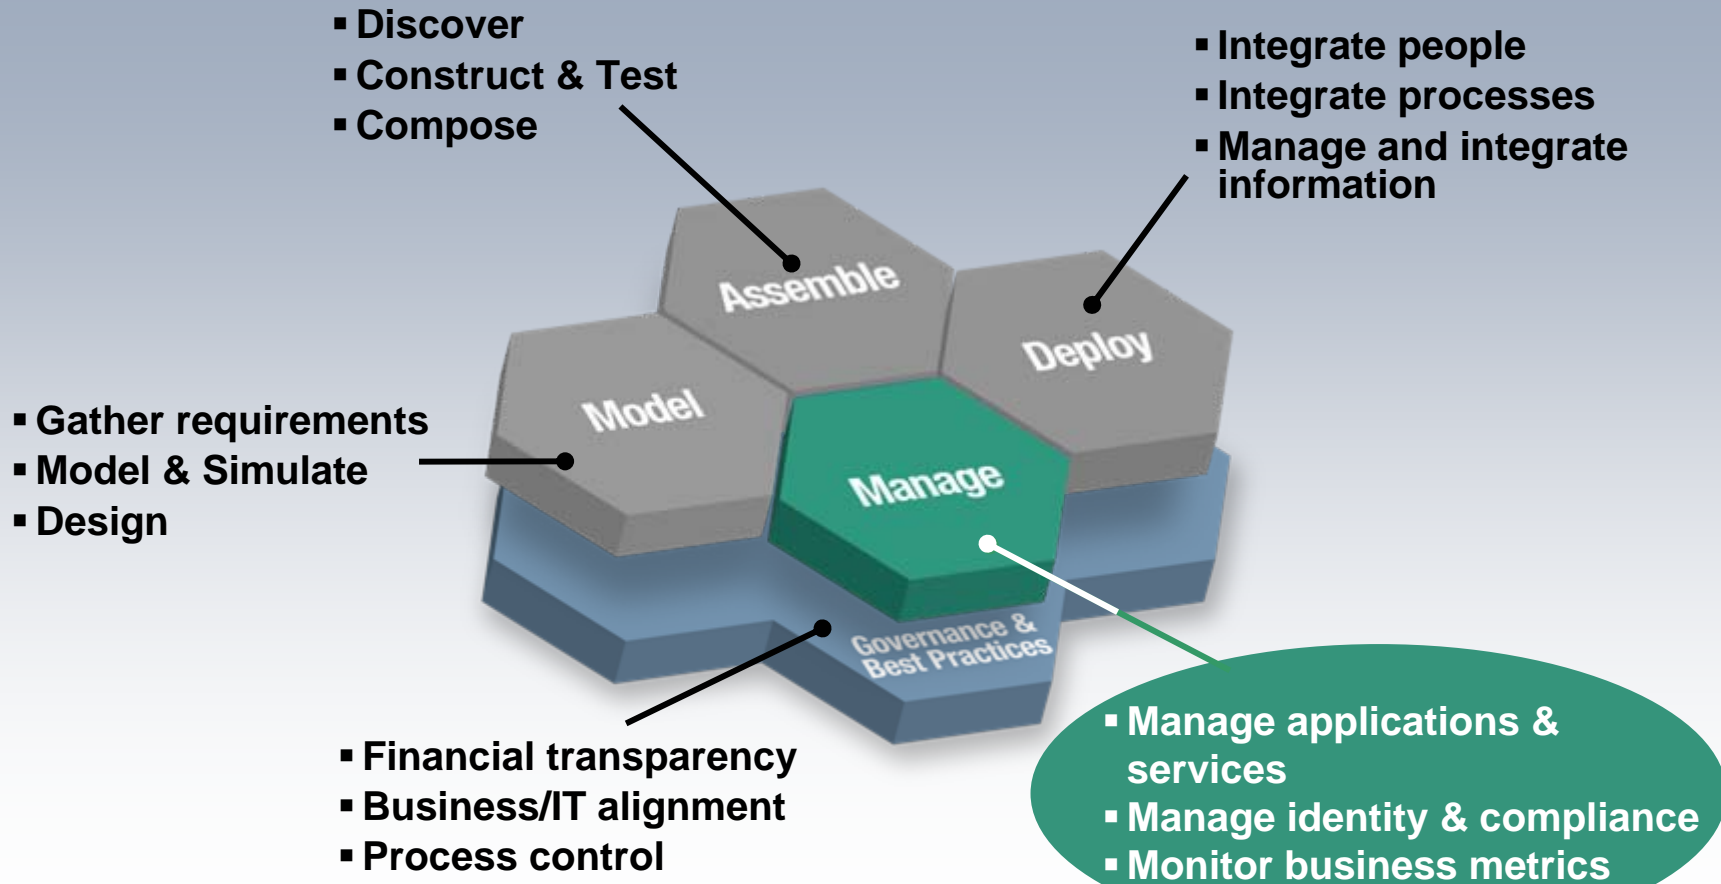 ▪ Discover
▪ Construct & Test
▪ Compose
▪ Integrate people
▪ Integrate processes
▪ Manage and integrate
information
Assemble
Deploy
Model
Manage
▪ Gather requirements
▪ Model & Simulate
▪ Design
Governance &
Best Practices
▪ Financial transparency
▪ Business/IT alignment
▪ Process control
▪ Manage applications &
services
▪ Manage identity & compliance
▪ Monitor business metrics